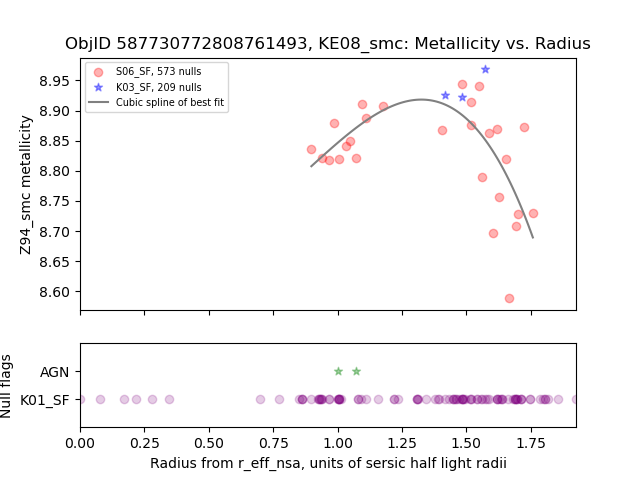 ObjID 587730772808761493, KE08_smc: Metallicity vs. Radius
S06_SF, 573 nulls
K03_SF, 209 nulls
Cubic spline of best fit
Z94_smc metallicity
8.95
8.90
8.85
8.80
8.75
8.70
8.65
8.60
Null flags
AGN
K01_SF
0.00 0.25 0.50 0.75 1.00 1.25 1.50 1.75
Radius from r_eff_nsa, units of sersic half light radii